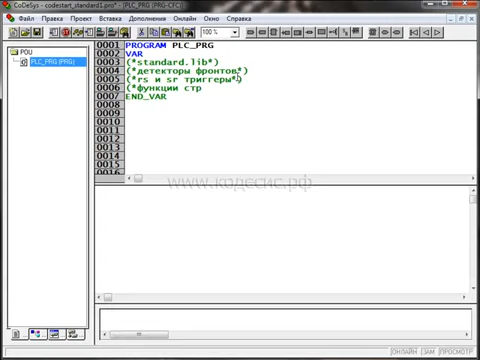 CoDeSys - codestart_standard1.pro* - [PLC_PRG (PRG-CFC)]
Файл Правка Проект Вставка Дополнения Онлайн Окно Справка
100 %
POU
PLC_PRG (PRG)
0001 PROGRAM PLC_PRG
0002 VAR
0003 (*standard.lib*)
0004 (*детекторы фронтов*)
0005 (*rs и sr триггеры*)
0006 (*функции стр
0007 END_VAR
0008
0009
0010
0011
0012
0013
0014
0015
0016
www.кодесис.рф
ОНЛАЙН ЗАМ ПРОСМОТР